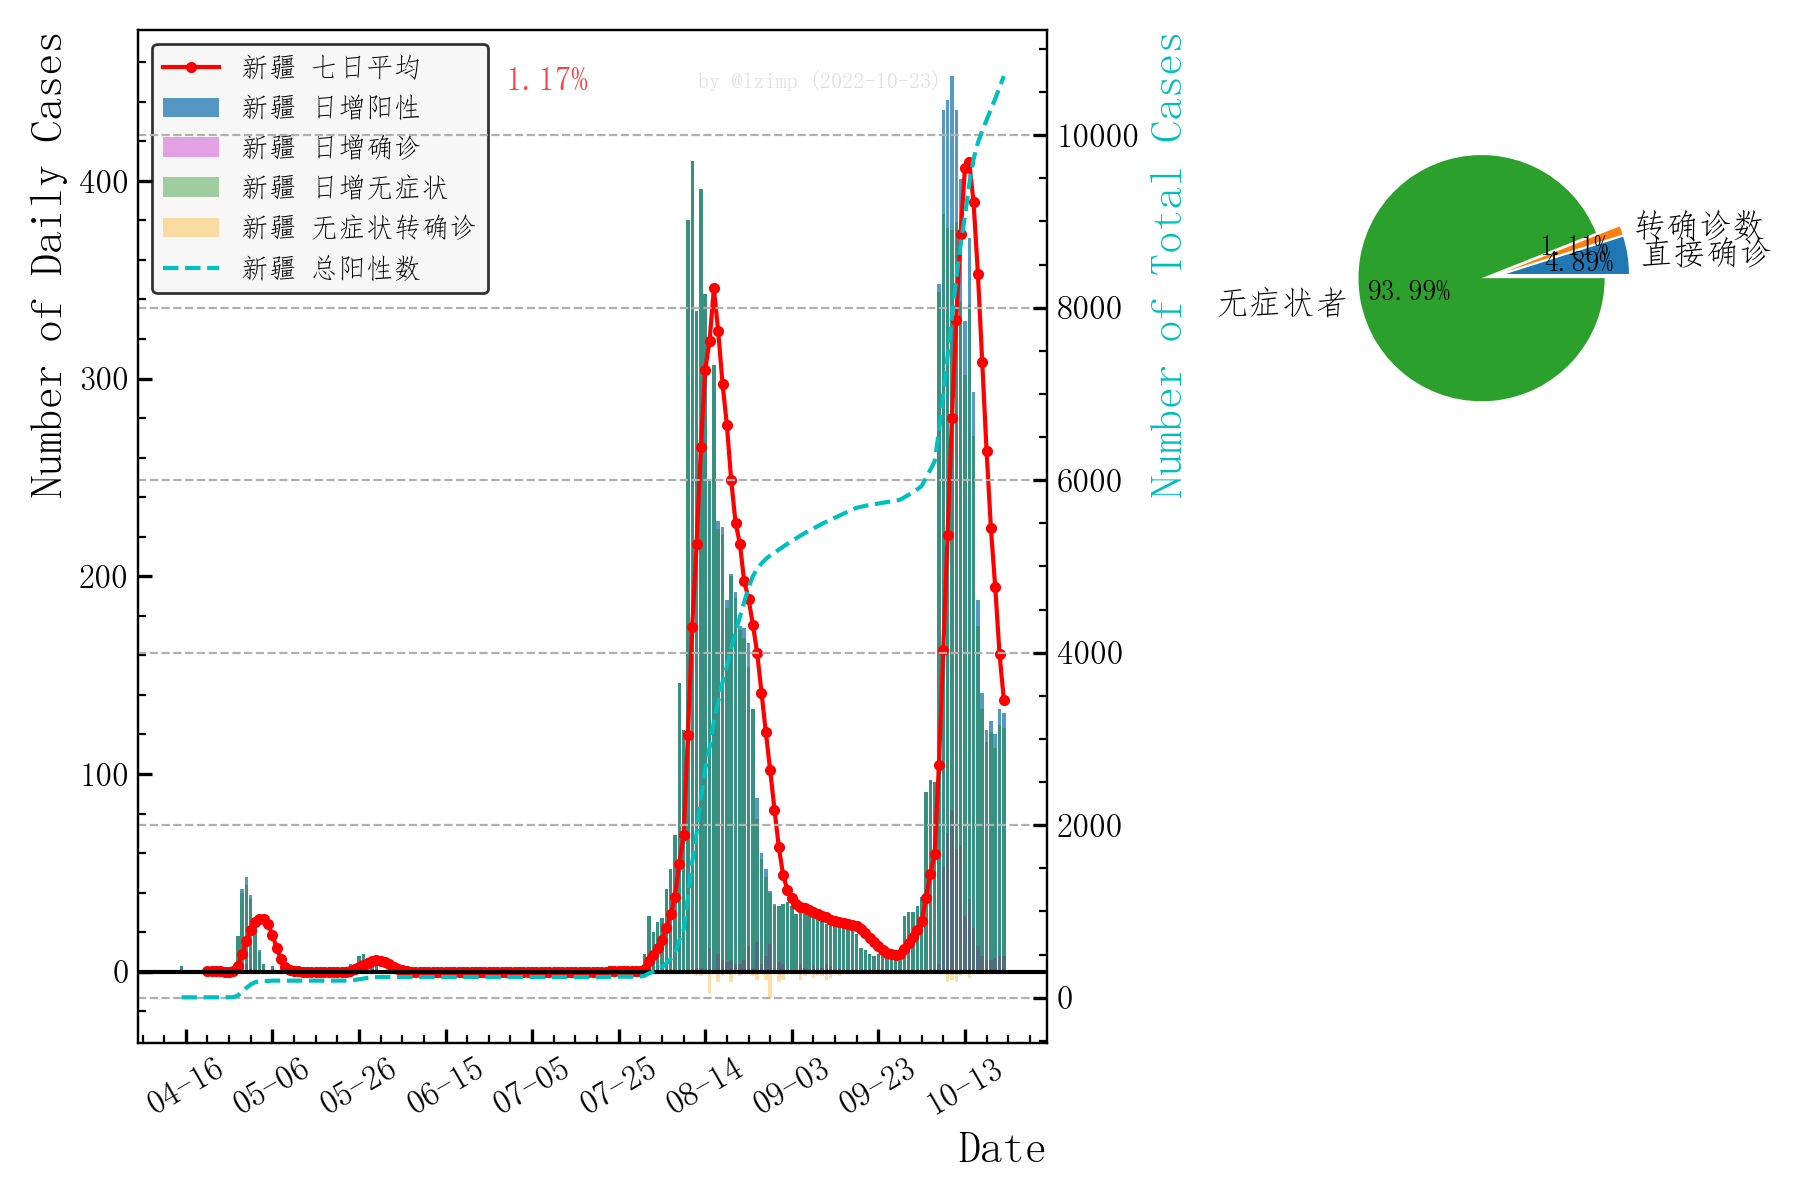 Number of Daily Cases
400
300
200
100
0
新疆 七日平均
新疆 日增阳性
新疆 日增确诊
新疆 日增无症状
新疆 无症状转确诊
新疆 总阳性数
1.17%
by @lzimp (2022-10-23)
04-16
05-06
05-26
06-15
07-05
07-25
08-14
09-03
09-23
10-13
Date
10000
8000
6000
4000
2000
0
Number of Total Cases
转确诊数
1.11%
直接确诊
4.89%
无症状者
93.99%